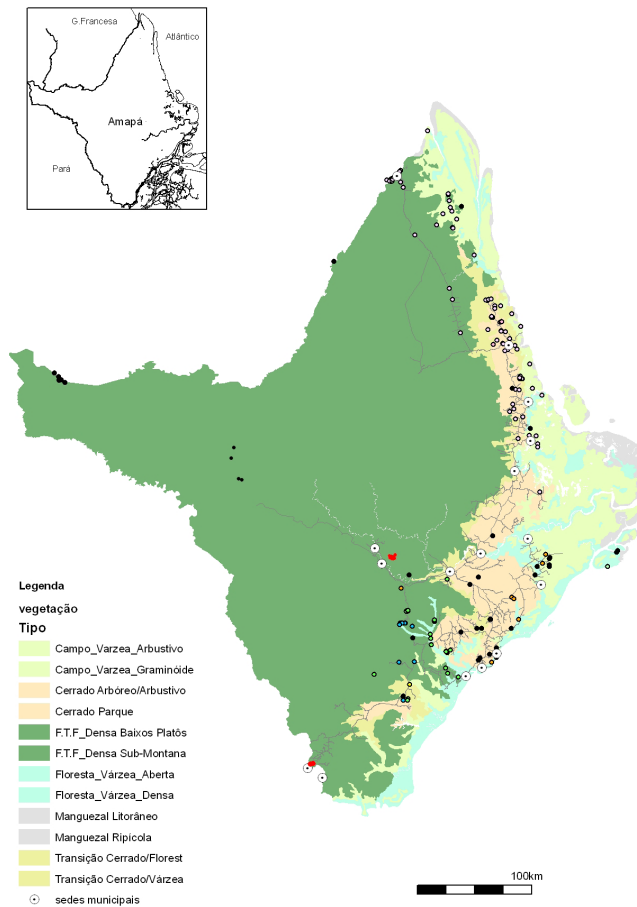 G.Francesa
Atlântico
Amapá
Pará
Legenda
vegetação
Tipo
Campo_Varzea_Arbustivo
Campo_Varzea_Graminóide
Cerrado Arbóreo/Arbustivo
Cerrado Parque
F.T.F_Densa Baixos Platôs
F.T.F_Densa Sub-Montana
Floresta_Várzea_Aberta
Floresta_Várzea_Densa
Manguezal Litorâneo
Manguezal Ripícola
Transição Cerrado/Florest
Transição Cerrado/Várzea
sedes municipais
100km